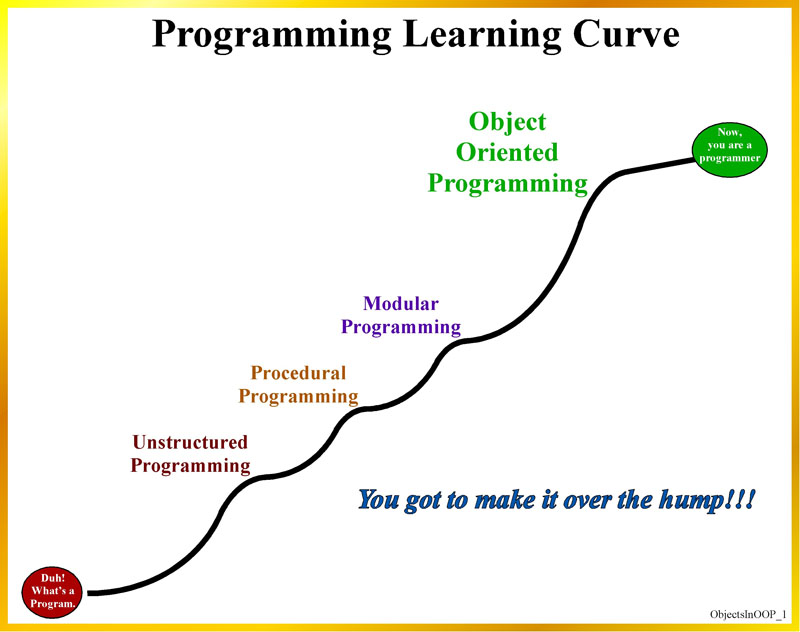 Programming Learning Curve
Object
Oriented
Programming
Now,
you are a
programmer
Modular
Programming
Procedural
Programming
Unstructured
Programming
You got to make it over the hump!!!
Duh!
What's a
Program.
ObjectsInOOP_1